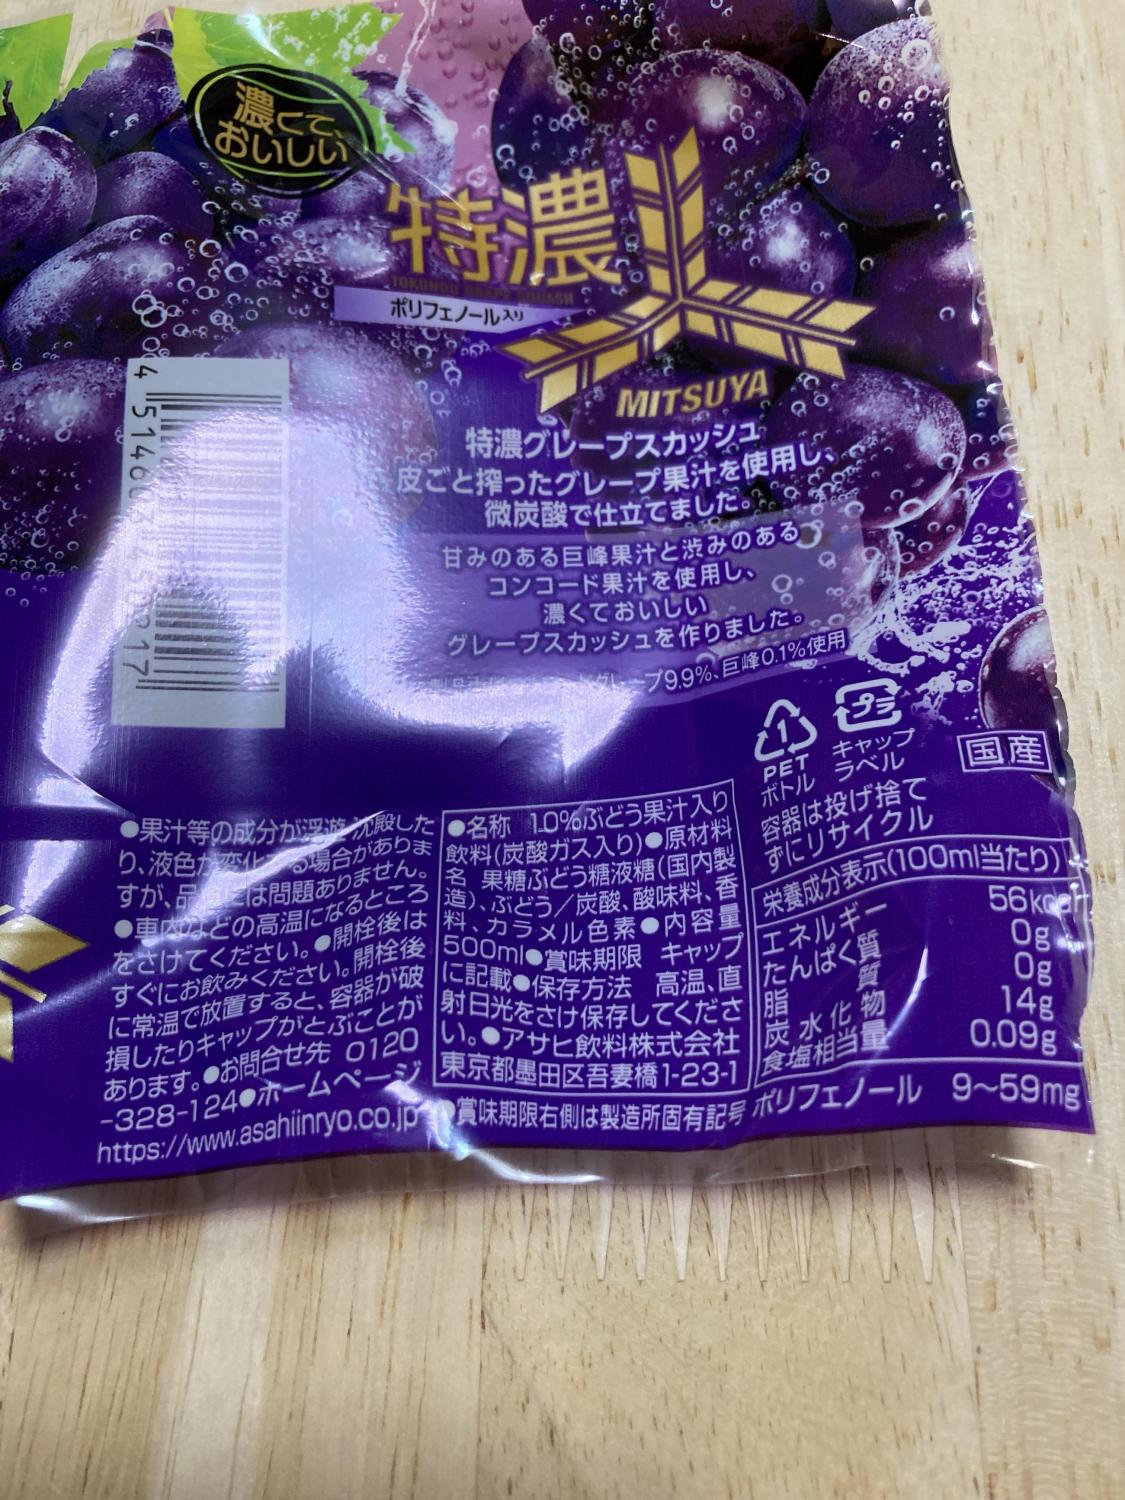 濃くて、
おいしい
特濃
TOKUNOU GRAPE SQUASH
ポリフェノール入り
MITSUYA
特濃グレープスカッシュ
皮ごと搾ったグレープ果汁を使用し、
微炭酸で仕立てました。
甘みのある巨峰果汁と渋みのある
コンコード果汁を使用し、
濃くておいしい
グレープスカッシュを作りました。
グレープ9.9%、巨峰0.1%使用
1
PET
ボトル
プラ
キャップ
ラベル
国産
容器は投げ捨て
ずにリサイクル
●果汁等の成分が浮遊・沈殿した
り、液色が変化する場合がありま
すが、品質には問題ありません。
●車内などの高温になるところ
をさけてください。●開栓後は
すぐにお飲みください。開栓後
に常温で放置すると、容器が破
損したりキャップがとぶことが
あります。●お問合せ先 0120
-328-124●ホームページ
https://www.asahiinryo.co.jp
●名称 10%ぶどう果汁入り
飲料(炭酸ガス入り)●原材料
名 果糖ぶどう糖液糖(国内製
造)、ぶどう/炭酸、酸味料、香
料、カラメル色素●内容量
500ml●賞味期限 キャップ
に記載●保存方法 高温、直
射日光をさけ保存してくださ
い。●アサヒ飲料株式会社
東京都墨田区吾妻橋1-23-1
●賞味期限右側は製造所固有記号
栄養成分表示(100ml当たり)
エネルギー 56kcal
たんぱく質 0g
脂質 0g
炭水化物 14g
食塩相当量 0.09g
ポリフェノール 9~59mg